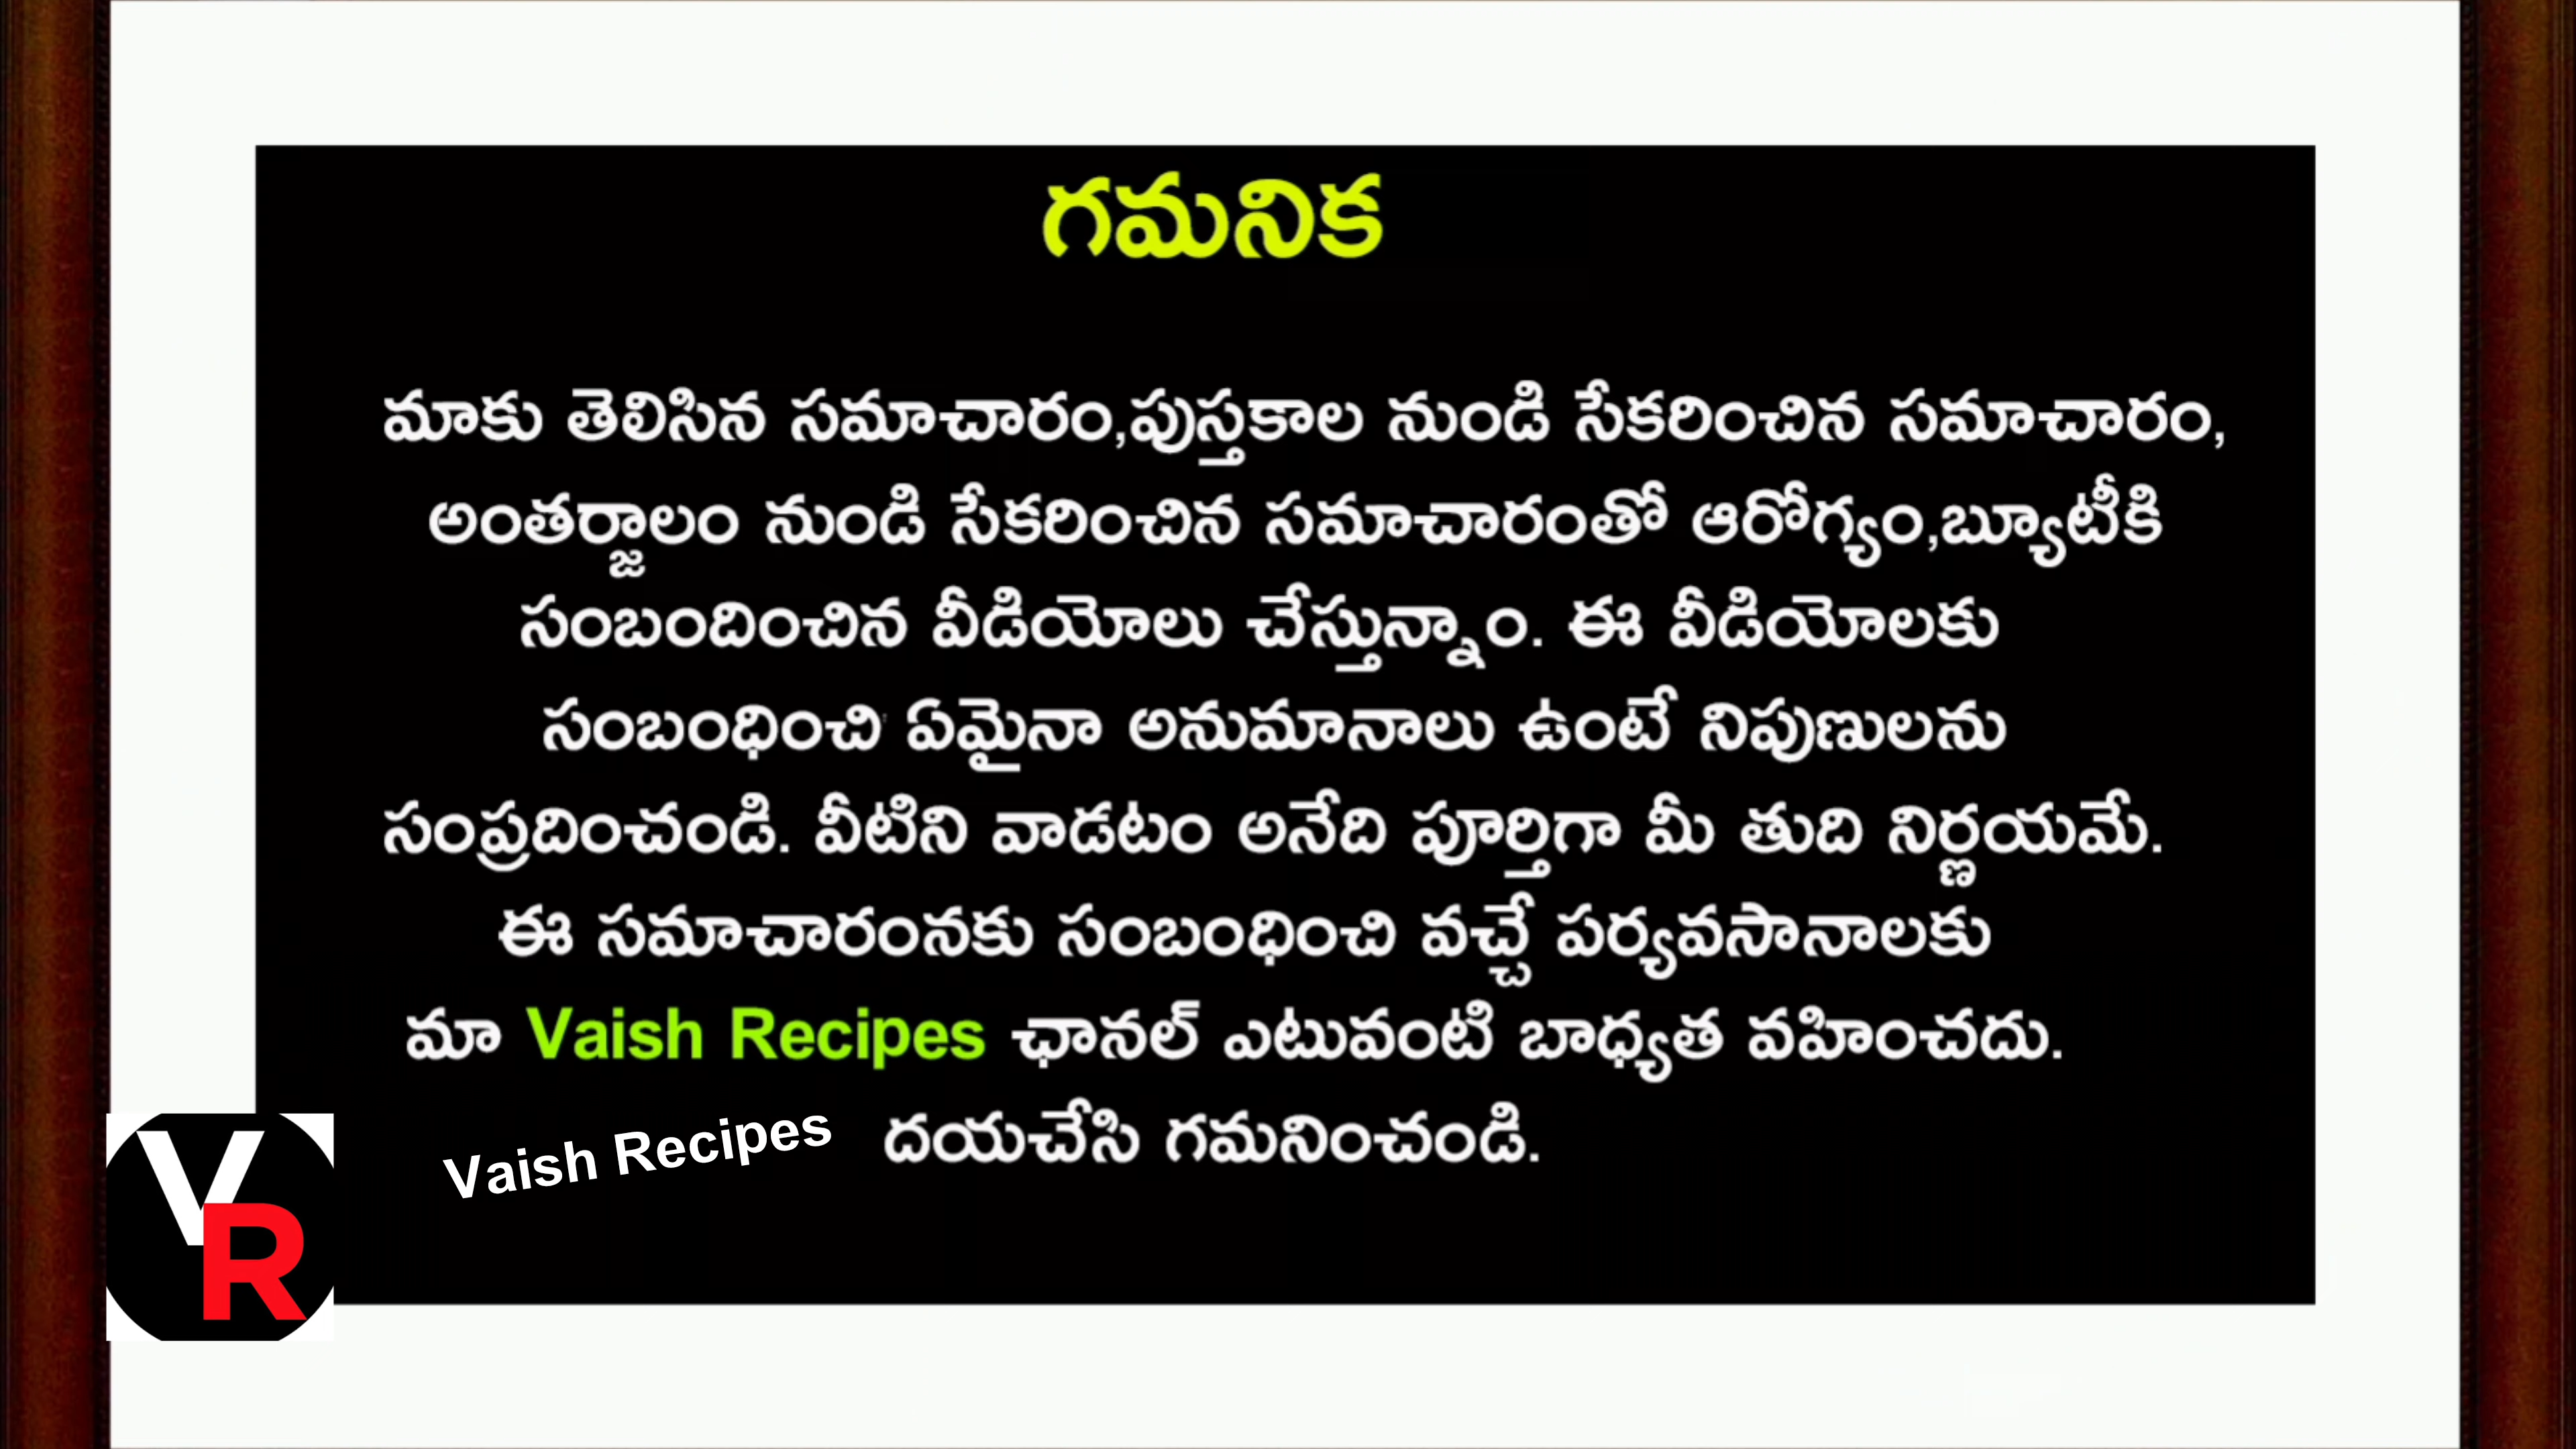 గమనిక
మాకు తెలిసిన సమాచారం,పుస్తకాల నుండి సేకరించిన సమాచారం,
అంతర్జాలం నుండి సేకరించిన సమాచారంతో ఆరోగ్యం,బ్యూటీకి
సంబందించిన వీడియోలు చేస్తున్నాం. ఈ వీడియోలకు
సంబంధించి ఏమైనా అనుమానాలు ఉంటే నిపుణులను
సంప్రదించండి. వీటిని వాడటం అనేది పూర్తిగా మీ తుది నిర్ణయమే.
ఈ సమాచారంనకు సంబంధించి వచ్చే పర్యవసానాలకు
మా Vaish Recipes ఛానల్ ఎటువంటి బాధ్యత వహించదు.
దయచేసి గమనించండి.
Vaish Recipes
VR